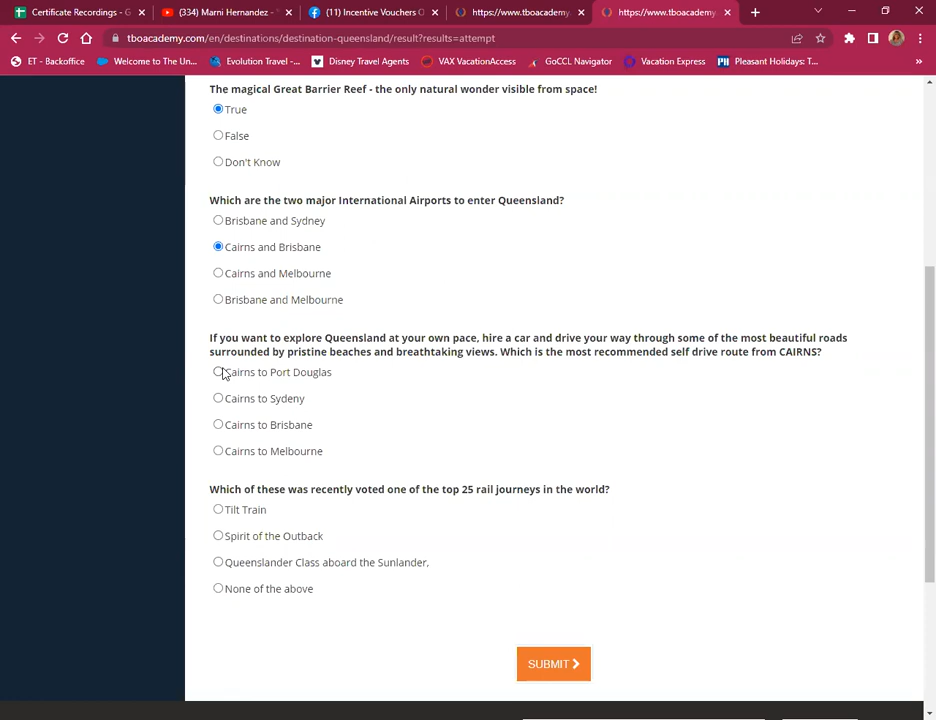 Certificate Recordings - G
(334) Marni Hernandez -
(11) Incentive Vouchers O
https://www.tboacademy.com
https://www.tboacademy
tboacademy.com/en/destinations/destination-queensland/result?results=attempt
ET - Backoffice
Welcome to The Un...
Evolution Travel -...
Disney Travel Agents
VAX VacationAccess
GoCCL Navigator
Vacation Express
Pleasant Holidays: T...
The magical Great Barrier Reef - the only natural wonder visible from space!
True
False
Don't Know
Which are the two major International Airports to enter Queensland?
Brisbane and Sydney
Cairns and Brisbane
Cairns and Melbourne
Brisbane and Melbourne
If you want to explore Queensland at your own pace, hire a car and drive your way through some of the most beautiful roads
surrounded by pristine beaches and breathtaking views. Which is the most recommended self drive route from CAIRNS?
Cairns to Port Douglas
Cairns to Sydeny
Cairns to Brisbane
Cairns to Melbourne
Which of these was recently voted one of the top 25 rail journeys in the world?
Tilt Train
Spirit of the Outback
Queenslander Class aboard the Sunlander,
None of the above
SUBMIT